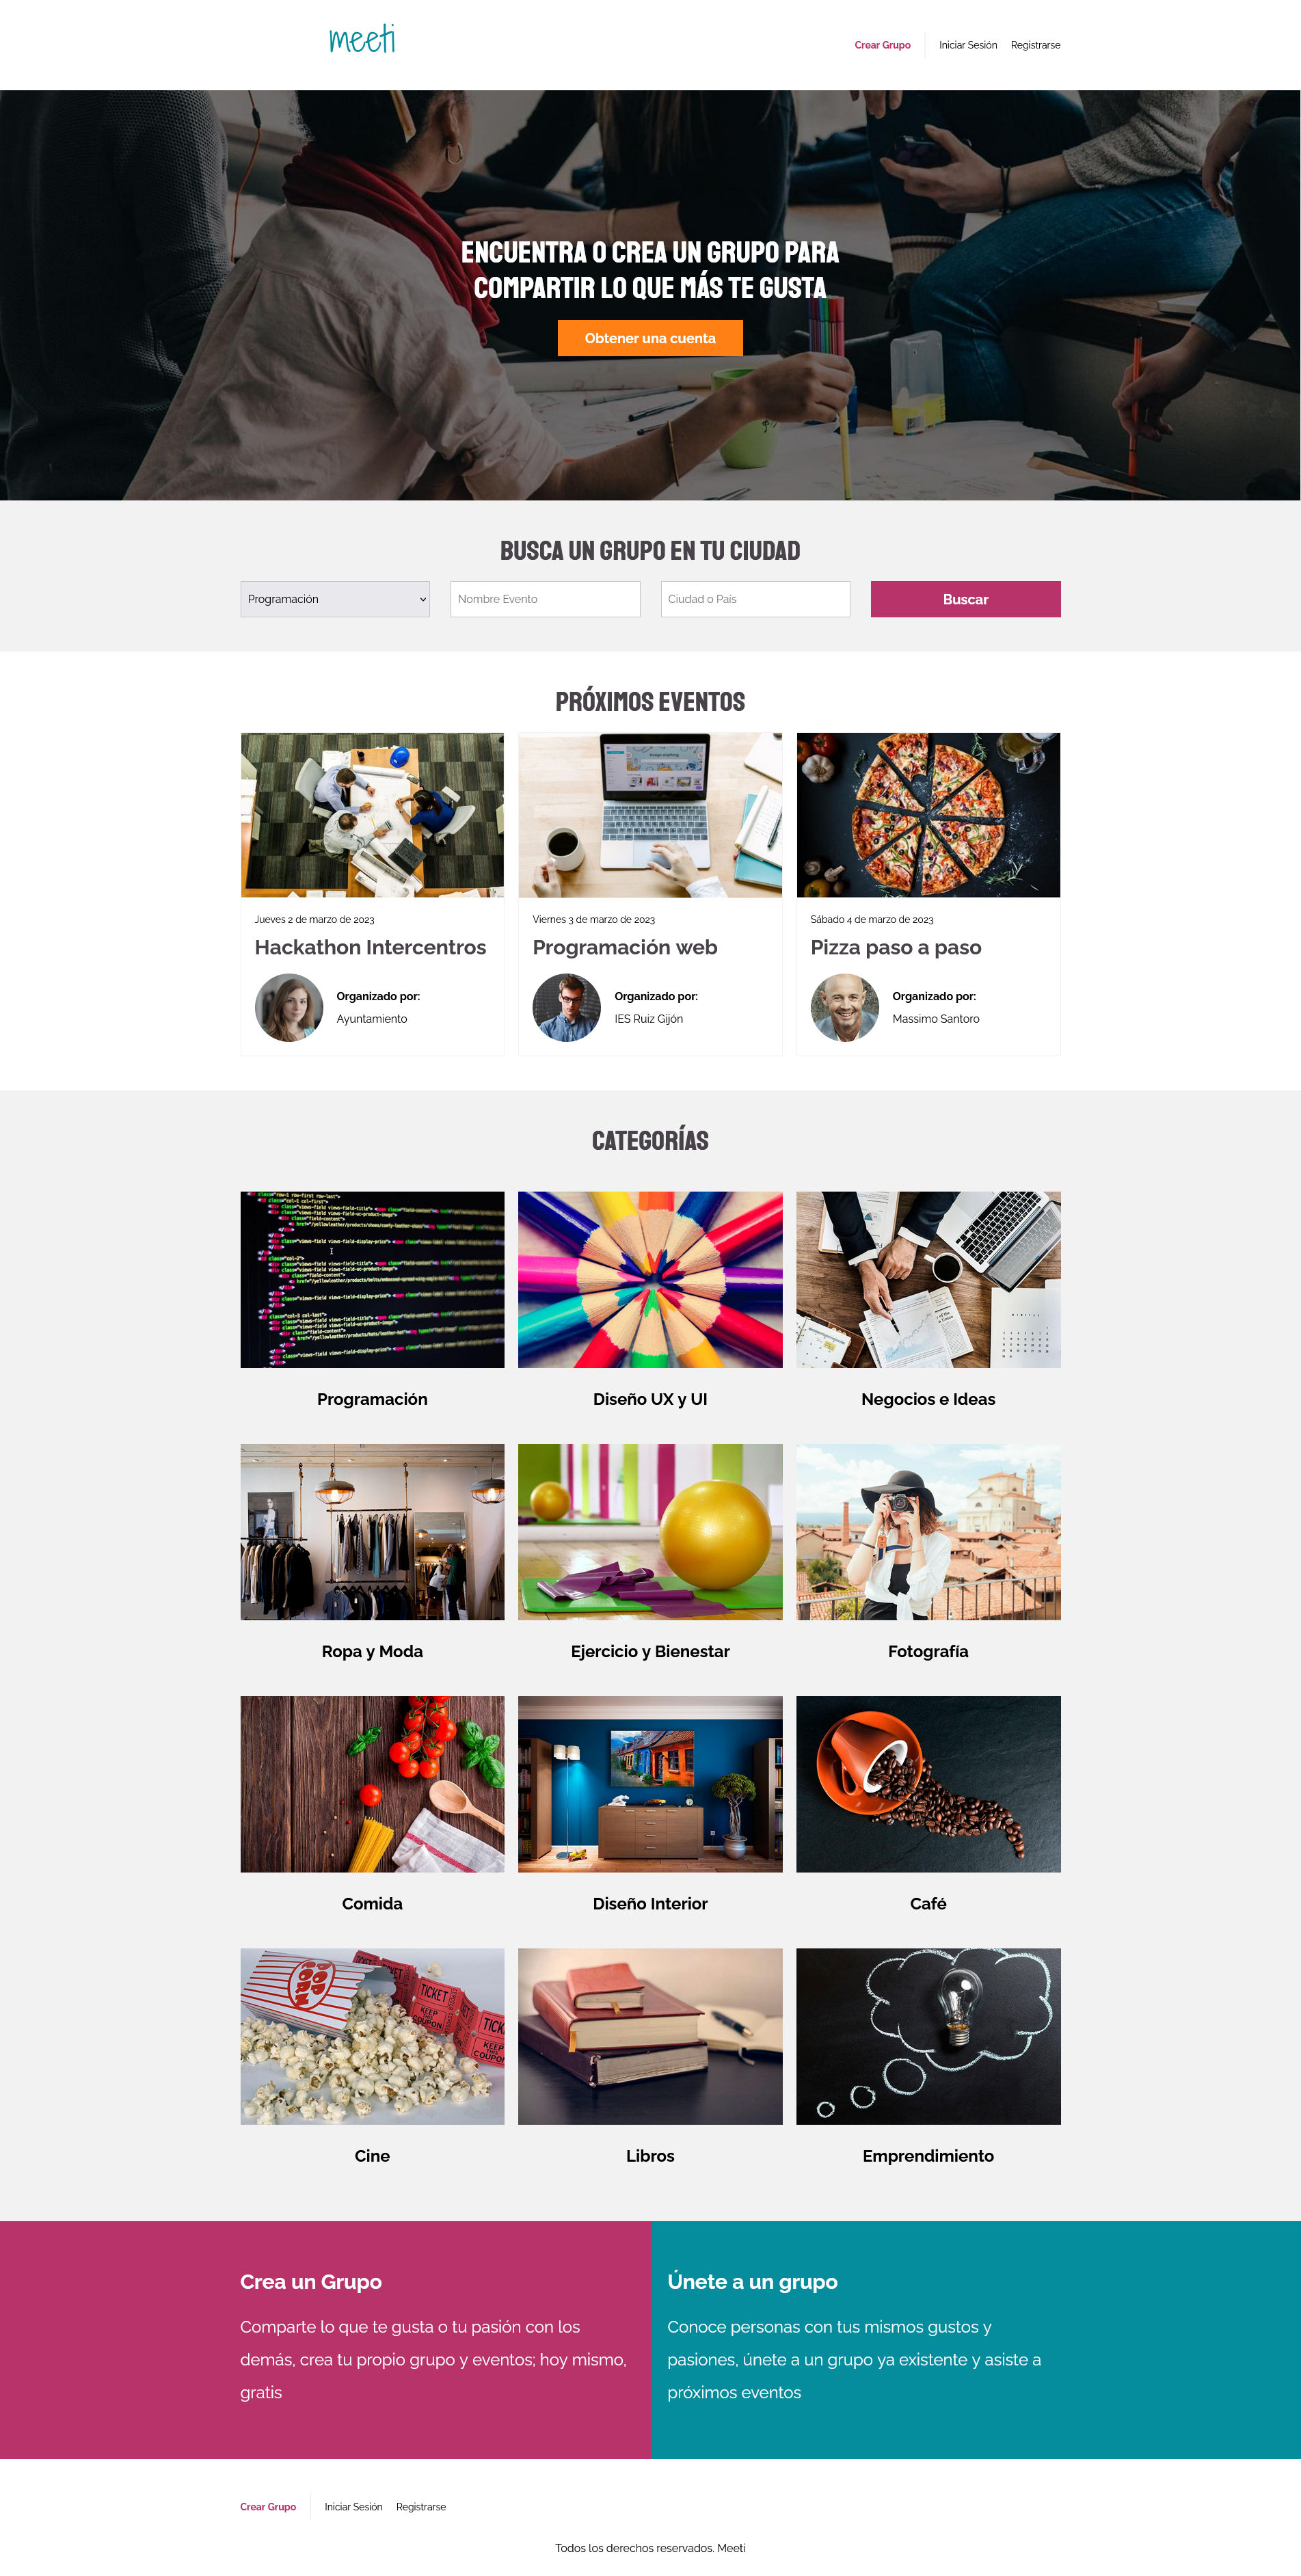 meeti
Crear Grupo
Iniciar Sesión
Registrarse
ENCUENTRA O CREA UN GRUPO PARA
COMPARTIR LO QUE MÁS TE GUSTA
Obtener una cuenta
BUSCA UN GRUPO EN TU CIUDAD
Programación
Nombre Evento
Ciudad o País
Buscar
PRÓXIMOS EVENTOS
Jueves 2 de marzo de 2023
Hackathon Intercentros
Organizado por:
Ayuntamiento
Viernes 3 de marzo de 2023
Programación web
Organizado por:
IES Ruiz Gijón
Sábado 4 de marzo de 2023
Pizza paso a paso
Organizado por:
Massimo Santoro
CATEGORÍAS
Programación
Diseño UX y UI
Negocios e Ideas
Ropa y Moda
Ejercicio y Bienestar
Fotografía
Comida
Diseño Interior
Café
POP
CORN
TICKET
KEEP
THIS
COUPON
Cine
Libros
Emprendimiento
Crea un Grupo
Comparte lo que te gusta o tu pasión con los
demás, crea tu propio grupo y eventos; hoy mismo,
gratis
Únete a un grupo
Conoce personas con tus mismos gustos y
pasiones, únete a un grupo ya existente y asiste a
próximos eventos
Crear Grupo
Iniciar Sesión
Registrarse
Todos los derechos reservados. Meeti